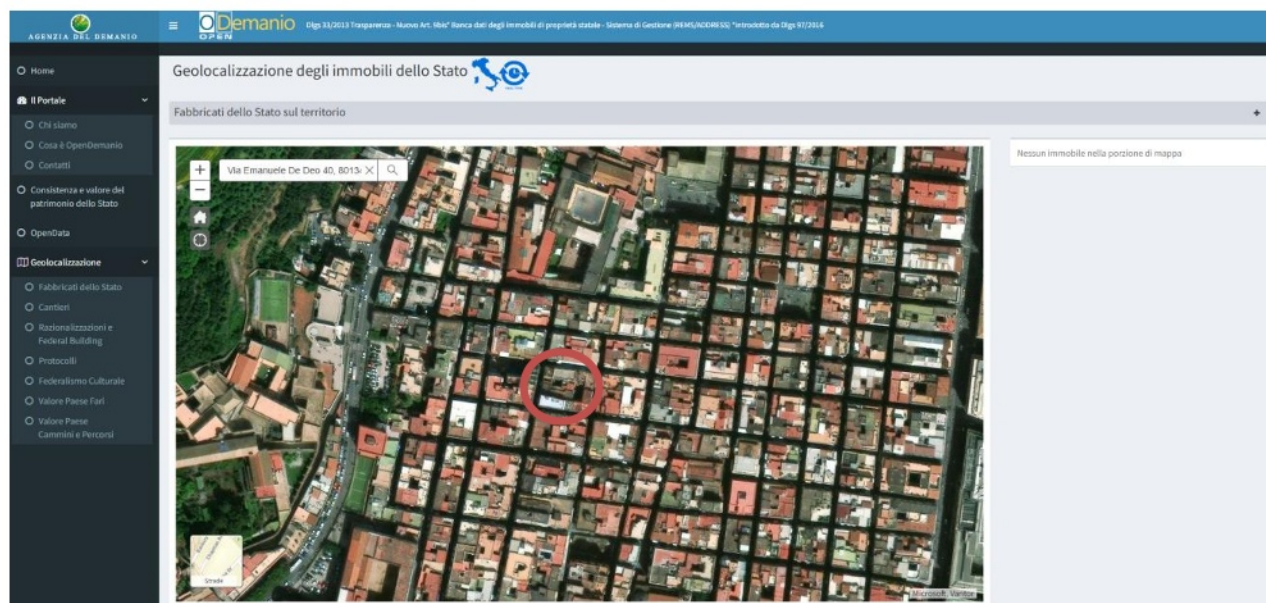 AGENZIA DEL DEMANIO
ODemanio
OPEN
Dlgs 33/2013 Trasparenza - Nuovo Art. 9bis" Banca dati degli immobili di proprietà statale - Sistema di Gestione (REMS/ADDRESS) "introdotto da Dlgs 97/2016
Home
Il Portale
Chi siamo
Cosa è OpenDemanio
Contatti
Consistenza e valore del
patrimonio dello Stato
OpenData
Geolocalizzazione
Fabbricati dello Stato
Cantieri
Razionalizzazioni e
Federal Building
Protocolli
Federalismo Culturale
Valore Paese Fari
Valore Paese
Cammini e Percorsi
Geolocalizzazione degli immobili dello Stato
Fabbricati dello Stato sul territorio
+
Via Emanuele De Deo 40, 8013
Strade
Microsoft, Vantor
Nessun immobile nella porzione di mappa